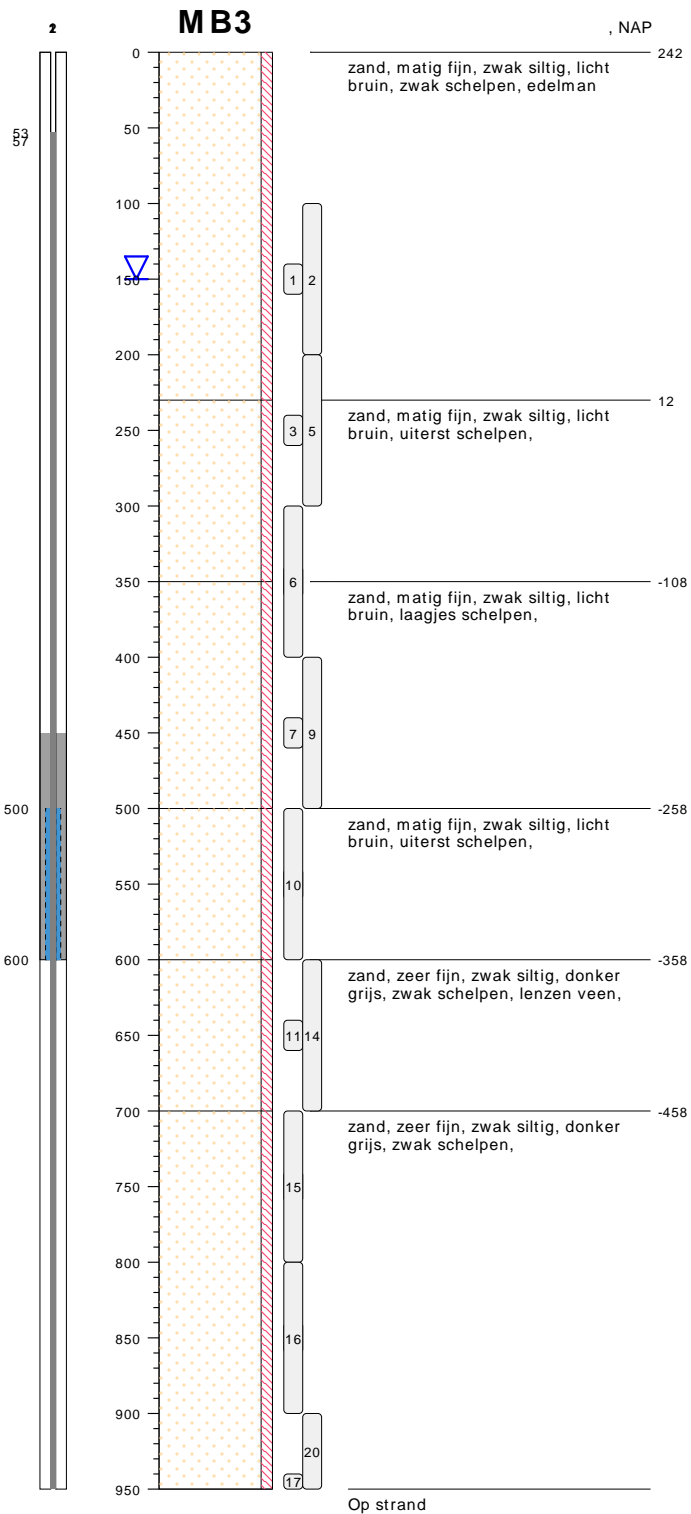 MB3
, NAP
0
242
zand, matig fijn, zwak siltig, licht
bruin, zwak schelpen, edelman
50
53
57
100
150
1
2
200
12
zand, matig fijn, zwak siltig, licht
bruin, uiterst schelpen,
250
3
5
300
350
6
-108
zand, matig fijn, zwak siltig, licht
bruin, laagjes schelpen,
400
450
7
9
500
500
-258
zand, matig fijn, zwak siltig, licht
bruin, uiterst schelpen,
550
10
600
600
-358
zand, zeer fijn, zwak siltig, donker
grijs, zwak schelpen, lenzen veen,
650
11
14
700
-458
zand, zeer fijn, zwak siltig, donker
grijs, zwak schelpen,
750
15
800
850
16
900
20
17
950
Op strand